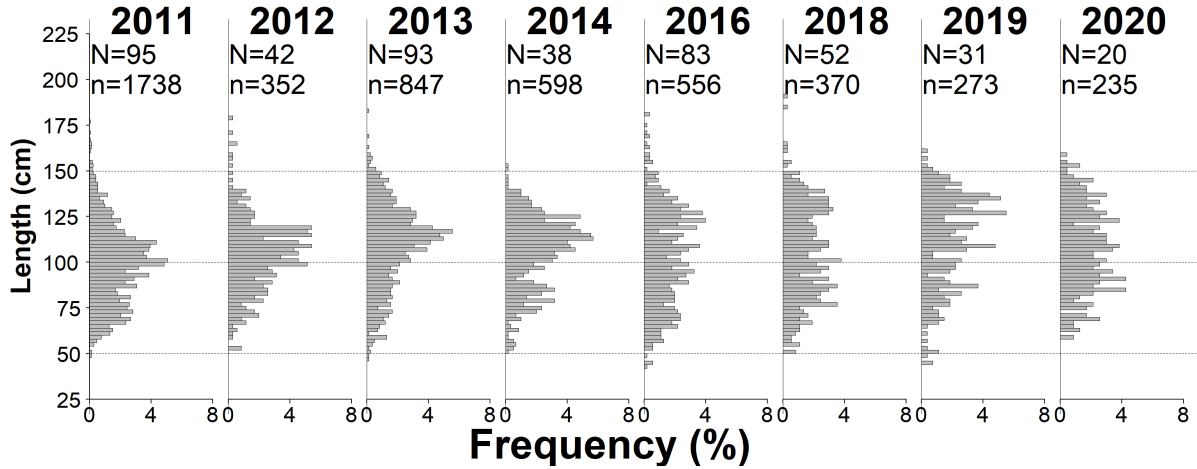 2011 2012 2013 2014 2016 2018 2019 2020
N=95 N=42 N=93 N=38 N=83 N=52 N=31 N=20
n=1738 n=352 n=847 n=598 n=556 n=370 n=273 n=235
Length (cm)
225
200
175
150
125
100
75
50
25
0 4 8 0 4 8 0 4 8 0 4 8 0 4 8 0 4 8 0 4 8 0 4 8
Frequency (%)